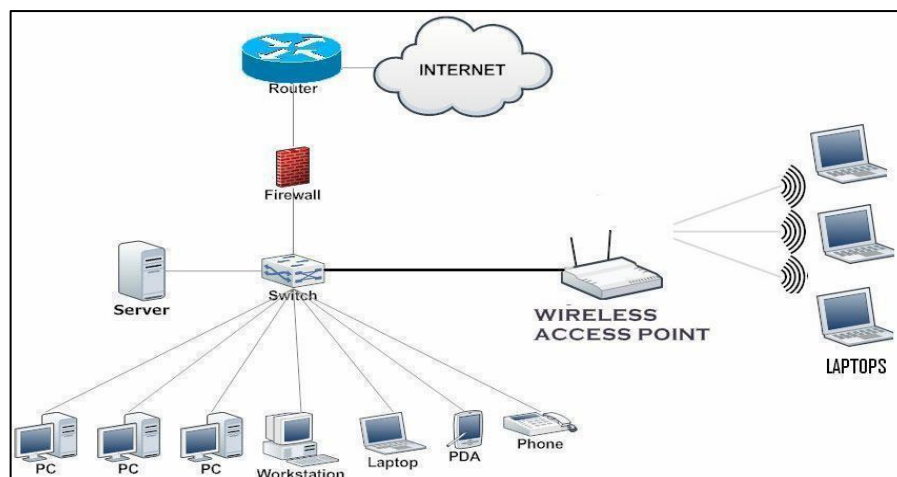 INTERNET
Router
Firewall
Switch
Server
WIRELESS
ACCESS POINT
LAPTOPS
PC
PC
PC
Workstation
Laptop
PDA
Phone